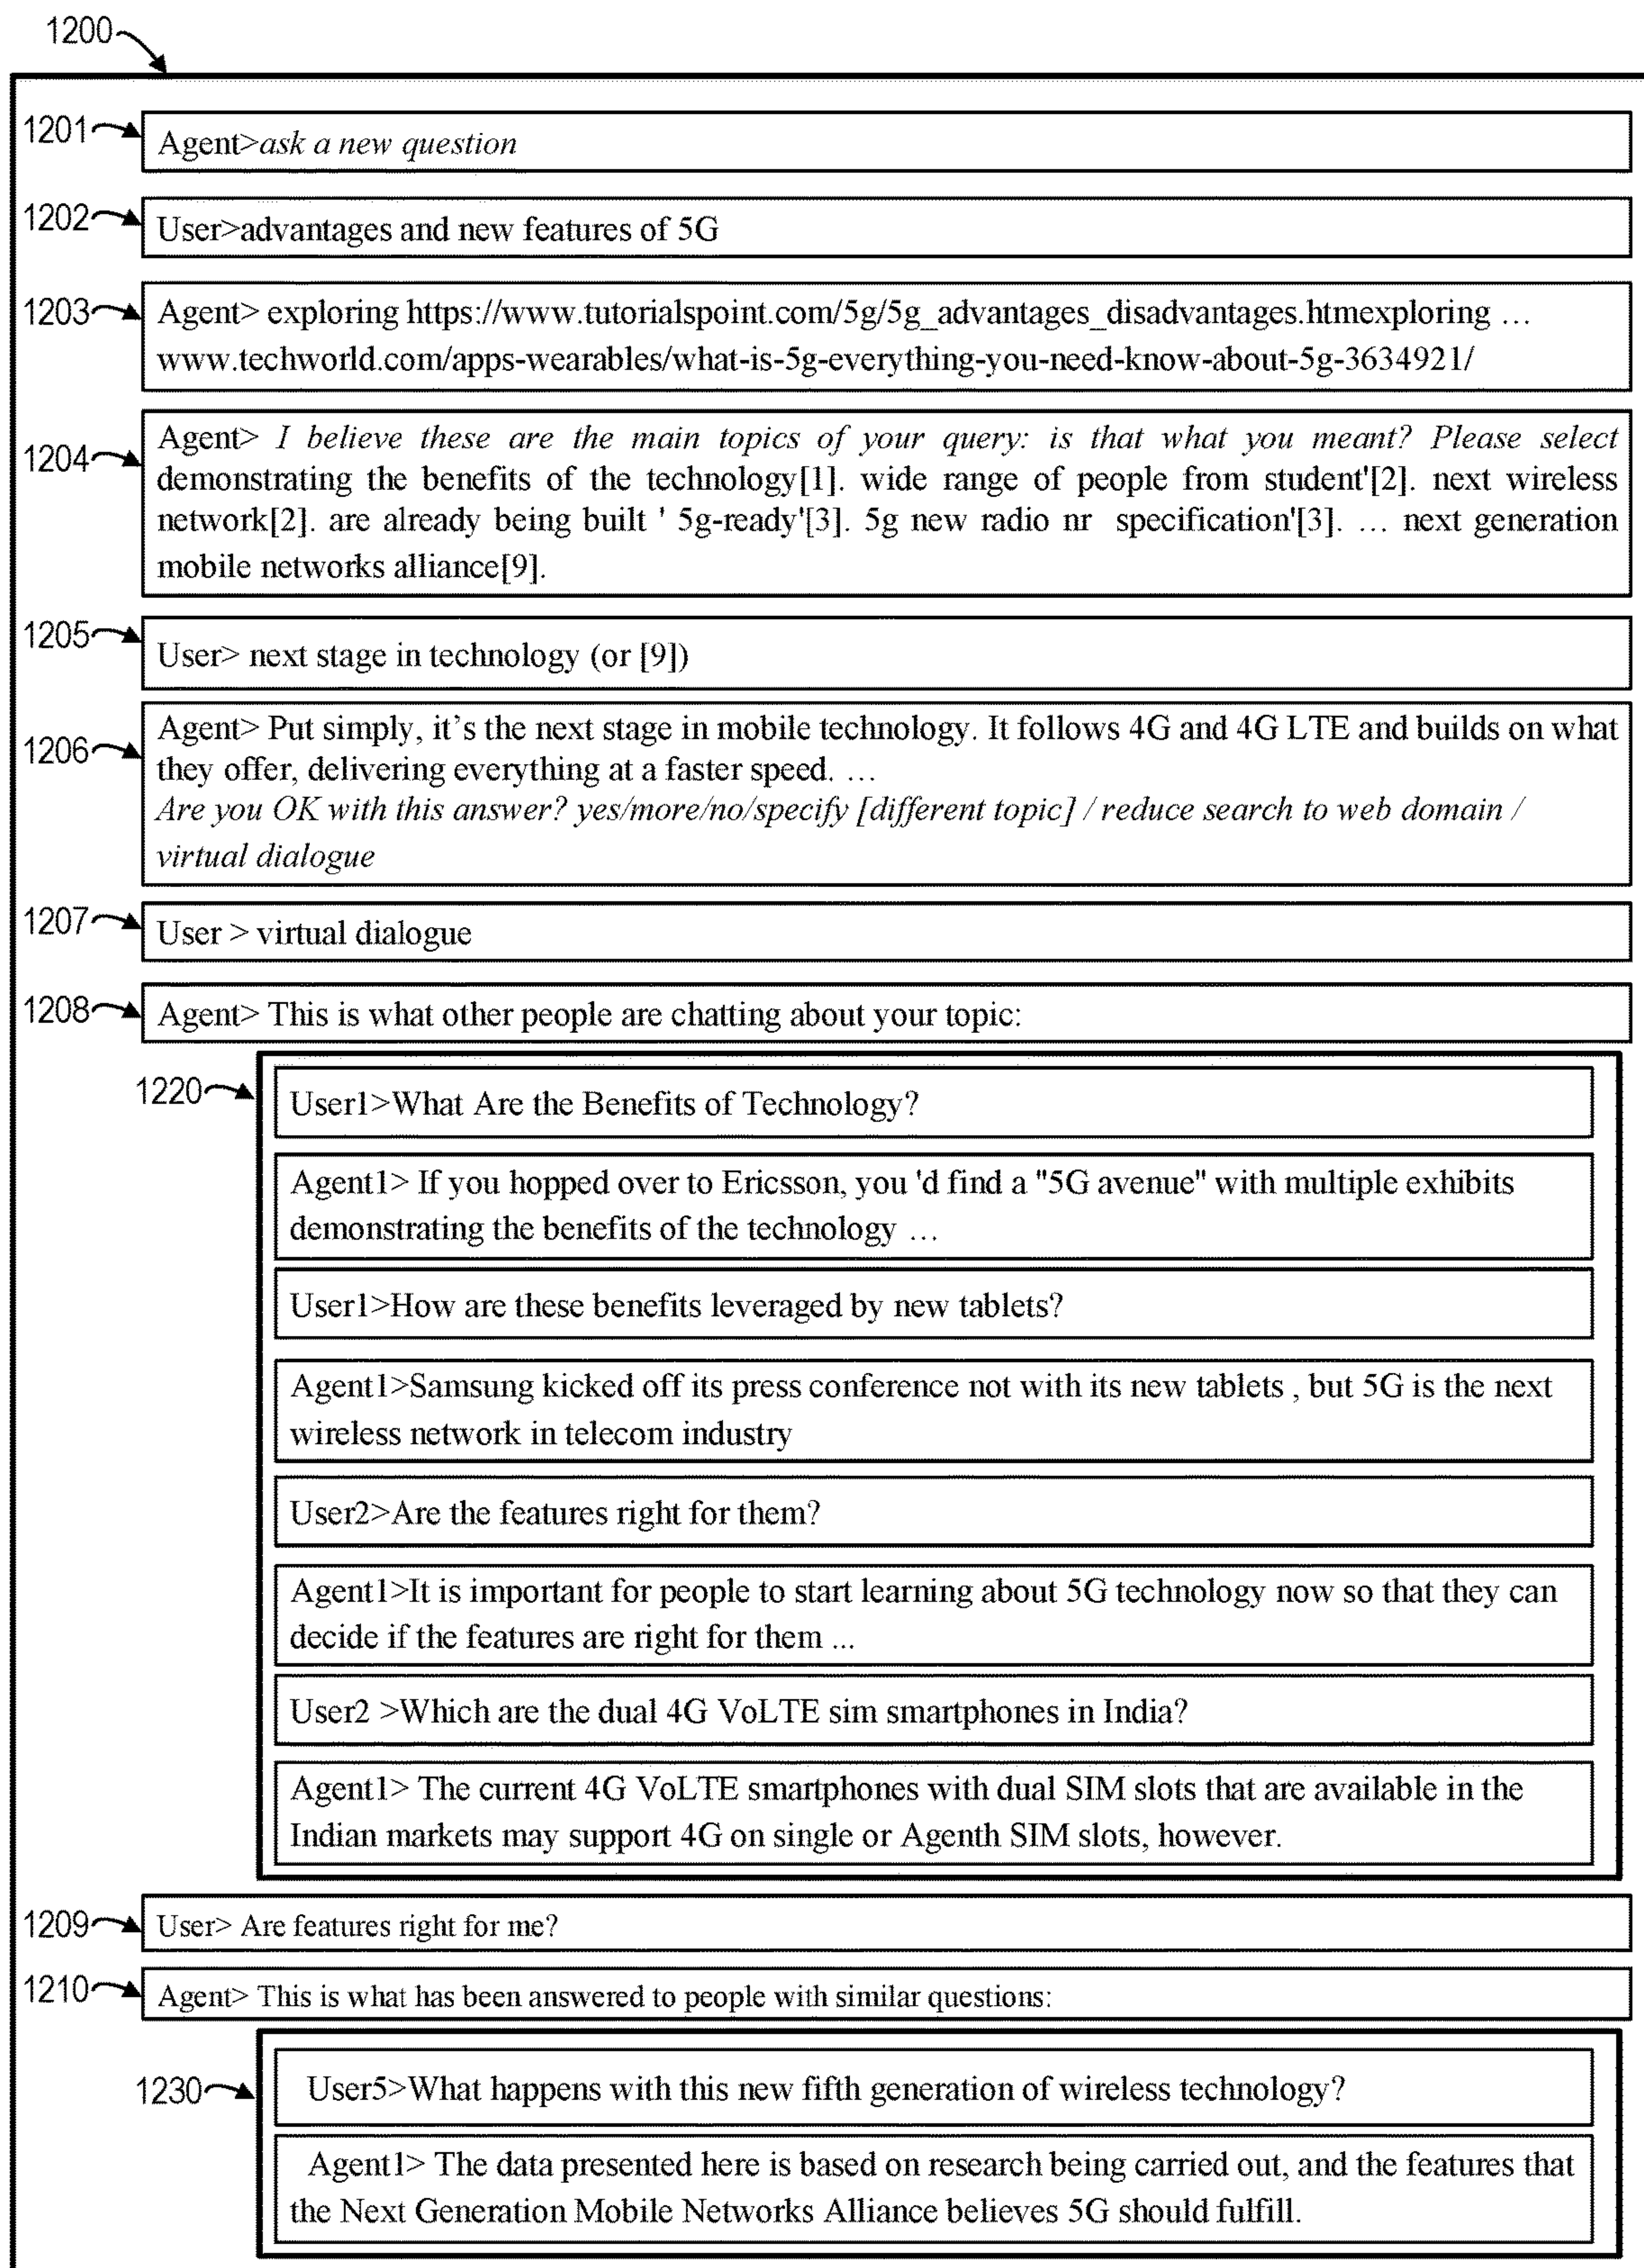 1200
1201
Agent>ask a new question
1202
User>advantages and new features of 5G
1203
Agent> exploring https://www.tutorialspoint.com/5g/5g_advantages_disadvantages.htmexploring …
www.techworld.com/apps-wearables/what-is-5g-everything-you-need-know-about-5g-3634921/
1204
Agent> I believe these are the main topics of your query: is that what you meant? Please select
demonstrating the benefits of the technology[1]. wide range of people from student'[2]. next wireless
network[2]. are already being built ' 5g-ready'[3]. 5g new radio nr specification'[3]. … next generation
mobile networks alliance[9].
1205
User> next stage in technology (or [9])
1206
Agent> Put simply, it’s the next stage in mobile technology. It follows 4G and 4G LTE and builds on what
they offer, delivering everything at a faster speed. …
Are you OK with this answer? yes/more/no/specify [different topic] / reduce search to web domain /
virtual dialogue
1207
User > virtual dialogue
1208
Agent> This is what other people are chatting about your topic:
1220
User1>What Are the Benefits of Technology?
Agent1> If you hopped over to Ericsson, you 'd find a "5G avenue" with multiple exhibits
demonstrating the benefits of the technology …
User1>How are these benefits leveraged by new tablets?
Agent1>Samsung kicked off its press conference not with its new tablets , but 5G is the next
wireless network in telecom industry
User2>Are the features right for them?
Agent1>It is important for people to start learning about 5G technology now so that they can
decide if the features are right for them ...
User2 >Which are the dual 4G VoLTE sim smartphones in India?
Agent1> The current 4G VoLTE smartphones with dual SIM slots that are available in the
Indian markets may support 4G on single or Agenth SIM slots, however.
1209
User> Are features right for me?
1210
Agent> This is what has been answered to people with similar questions:
1230
User5>What happens with this new fifth generation of wireless technology?
Agent1> The data presented here is based on research being carried out, and the features that
the Next Generation Mobile Networks Alliance believes 5G should fulfill.